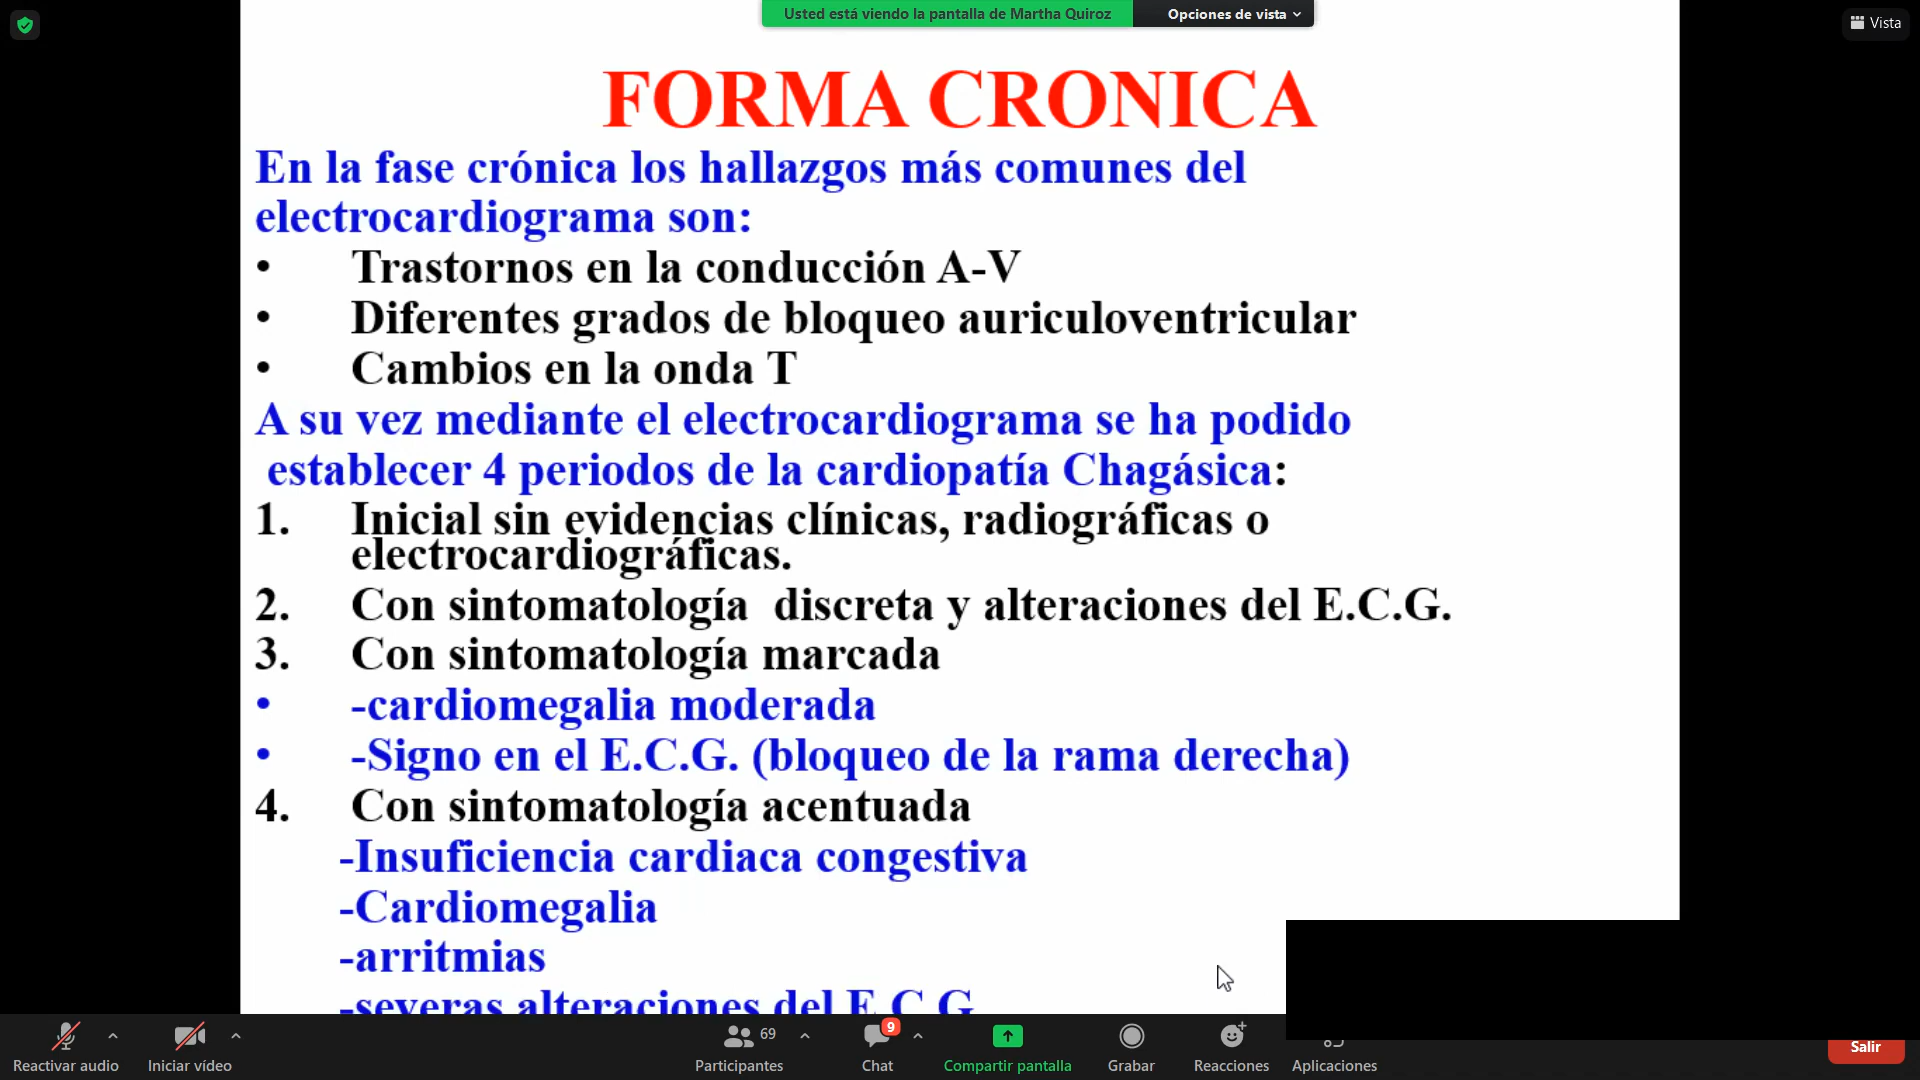 Usted está viendo la pantalla de Martha Quiroz
Opciones de vista
Vista
FORMA CRONICA
En la fase crónica los hallazgos más comunes del
electrocardiograma son:
• Trastornos en la conducción A-V
• Diferentes grados de bloqueo auriculoventricular
• Cambios en la onda T
A su vez mediante el electrocardiograma se ha podido
establecer 4 periodos de la cardiopatía Chagásica:
1. Inicial sin evidencias clínicas, radiográficas o
electrocardiográficas.
2. Con sintomatología discreta y alteraciones del E.C.G.
3. Con sintomatología marcada
• -cardiomegalia moderada
• -Signo en el E.C.G. (bloqueo de la rama derecha)
4. Con sintomatología acentuada
-Insuficiencia cardiaca congestiva
-Cardiomegalia
-arritmias
-severas alteraciones del E.C.G
69
9
Reactivar audio
Iniciar vídeo
Participantes
Chat
Compartir pantalla
Grabar
Reacciones
Aplicaciones
Salir